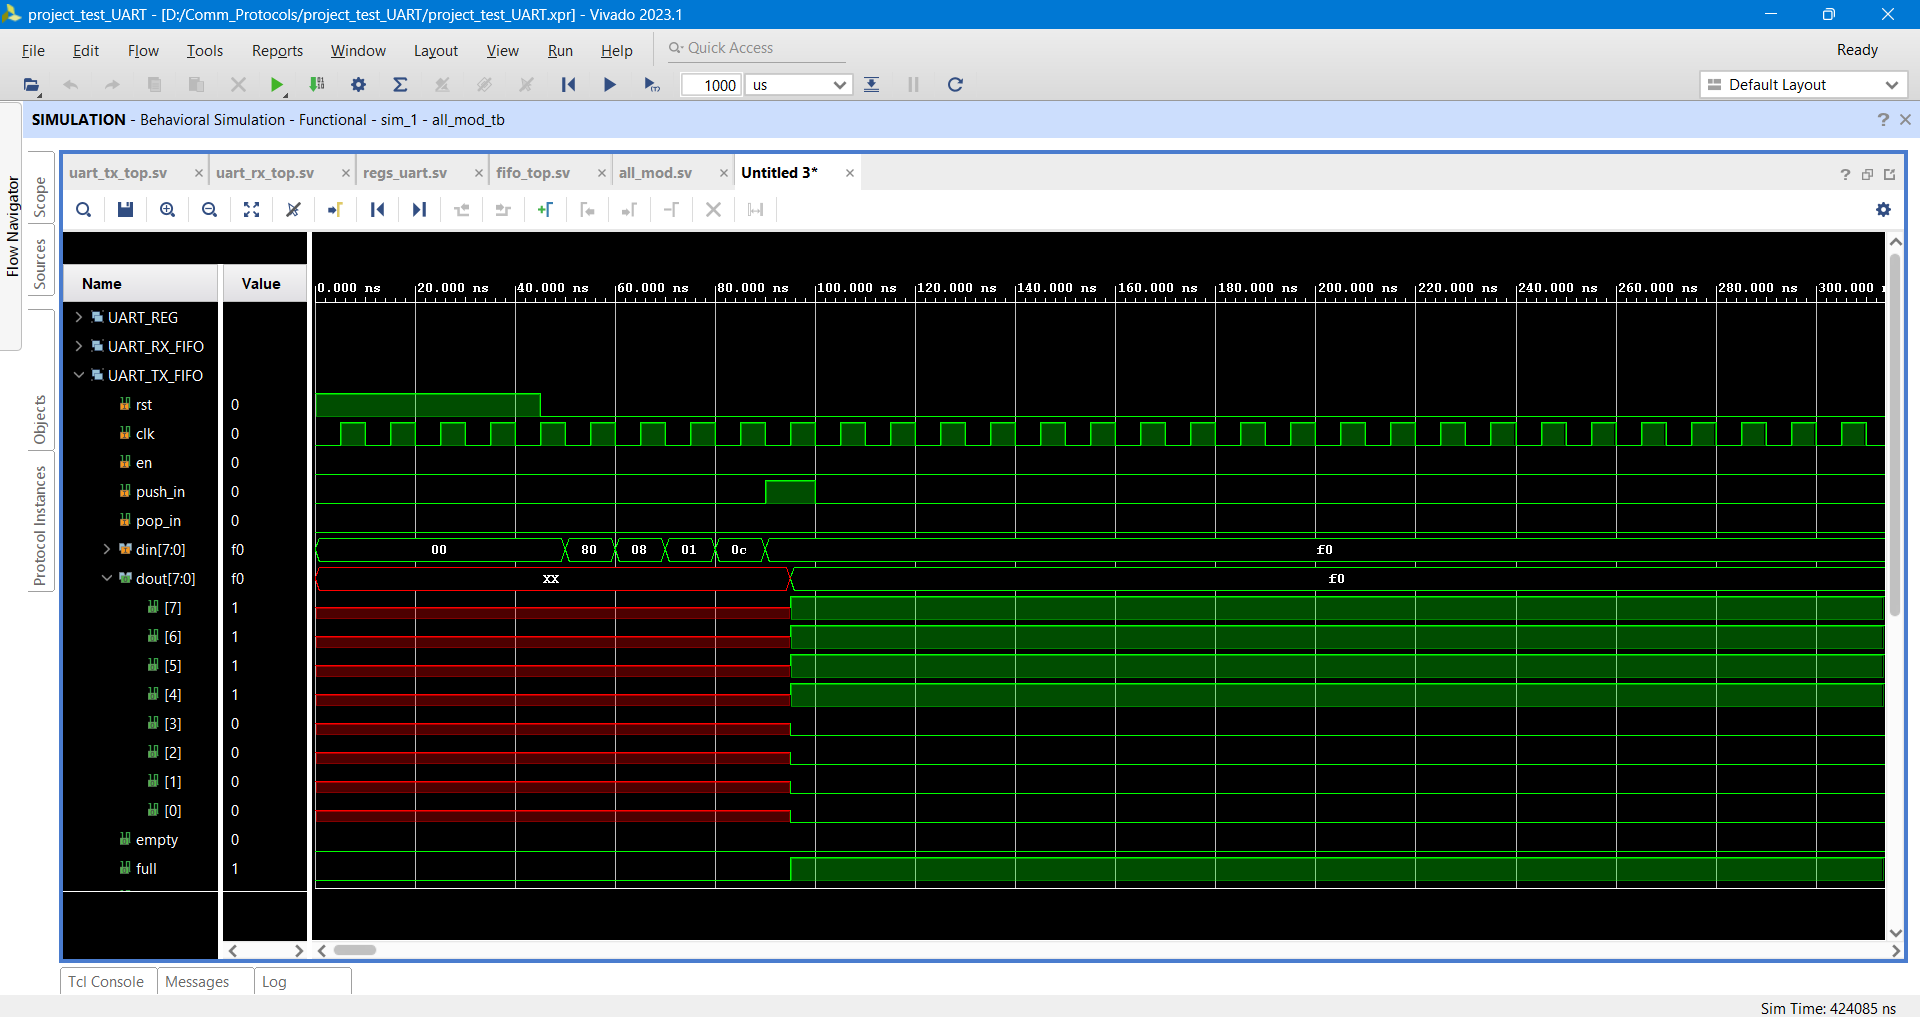 project_test_UART - [D:/Comm_Protocols/project_test_UART/project_test_UART.xpr] - Vivado 2023.1
File Edit Flow Tools Reports Window Layout View Run Help Quick Access Ready
1000 us Default Layout
SIMULATION - Behavioral Simulation - Functional - sim_1 - all_mod_tb ?
Flow Navigator
Scope
Sources
Objects
Protocol Instances
uart_tx_top.sv uart_rx_top.sv regs_uart.sv fifo_top.sv all_mod.sv Untitled 3* ?
Name Value 0.000 ns 20.000 ns 40.000 ns 60.000 ns 80.000 ns 100.000 ns 120.000 ns 140.000 ns 160.000 ns 180.000 ns 200.000 ns 220.000 ns 240.000 ns 260.000 ns 280.000 ns 300.000
UART_REG
UART_RX_FIFO
UART_TX_FIFO
rst 0
clk 0
en 0
push_in 0
pop_in 0
din[7:0] f0 00 80 08 01 0c f0
dout[7:0] f0 XX f0
[7] 1
[6] 1
[5] 1
[4] 1
[3] 0
[2] 0
[1] 0
[0] 0
empty 0
full 1
Tcl Console Messages Log
Sim Time: 424085 ns